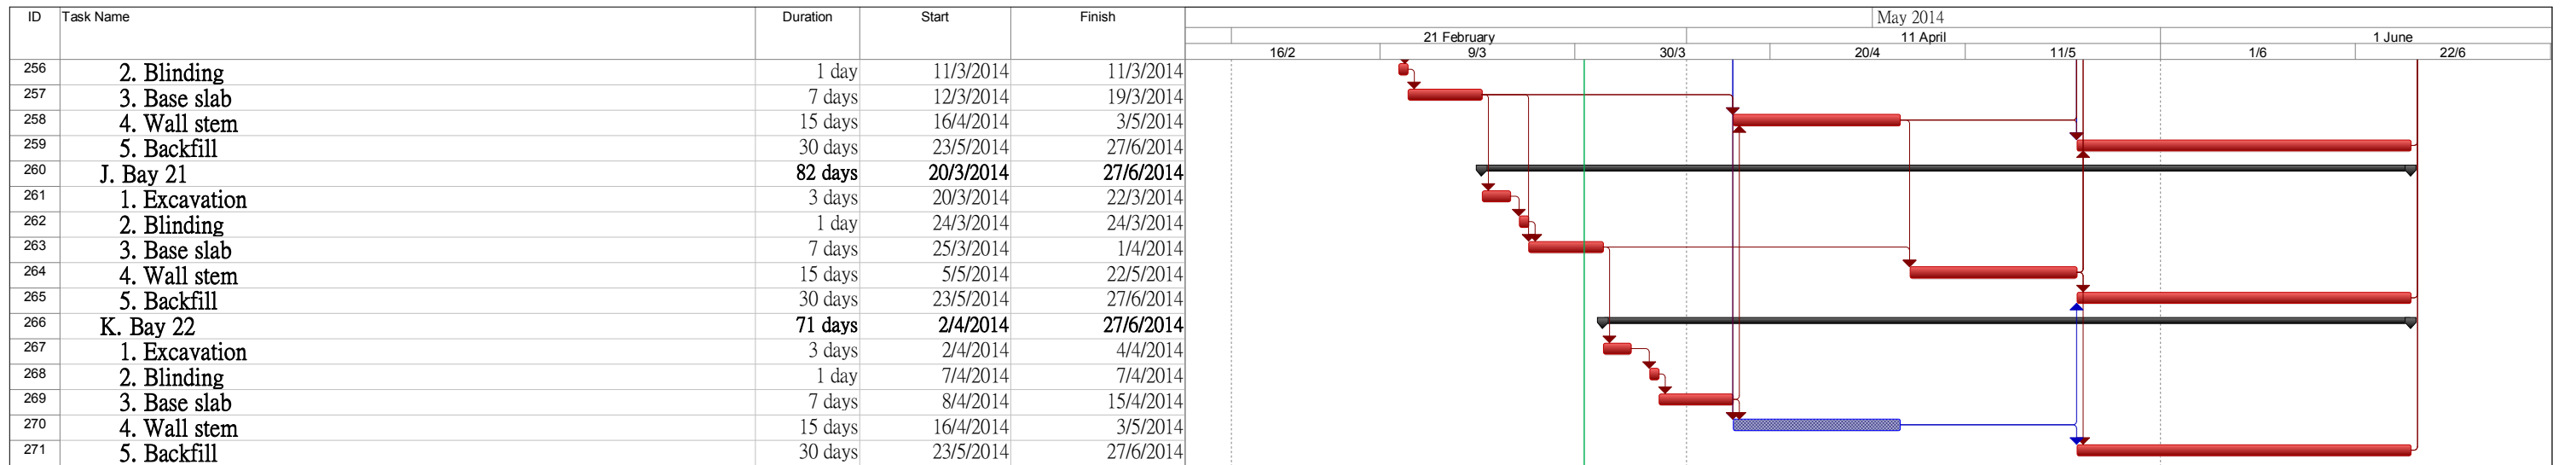 ID Task Name Duration Start Finish May 2014
21 February 11 April 1 June
16/2 9/3 30/3 20/4 11/5 1/6 22/6
256 2. Blinding 1 day 11/3/2014 11/3/2014
257 3. Base slab 7 days 12/3/2014 19/3/2014
258 4. Wall stem 15 days 16/4/2014 3/5/2014
259 5. Backfill 30 days 23/5/2014 27/6/2014
260 J. Bay 21 82 days 20/3/2014 27/6/2014
261 1. Excavation 3 days 20/3/2014 22/3/2014
262 2. Blinding 1 day 24/3/2014 24/3/2014
263 3. Base slab 7 days 25/3/2014 1/4/2014
264 4. Wall stem 15 days 5/5/2014 22/5/2014
265 5. Backfill 30 days 23/5/2014 27/6/2014
266 K. Bay 22 71 days 2/4/2014 27/6/2014
267 1. Excavation 3 days 2/4/2014 4/4/2014
268 2. Blinding 1 day 7/4/2014 7/4/2014
269 3. Base slab 7 days 8/4/2014 15/4/2014
270 4. Wall stem 15 days 16/4/2014 3/5/2014
271 5. Backfill 30 days 23/5/2014 27/6/2014